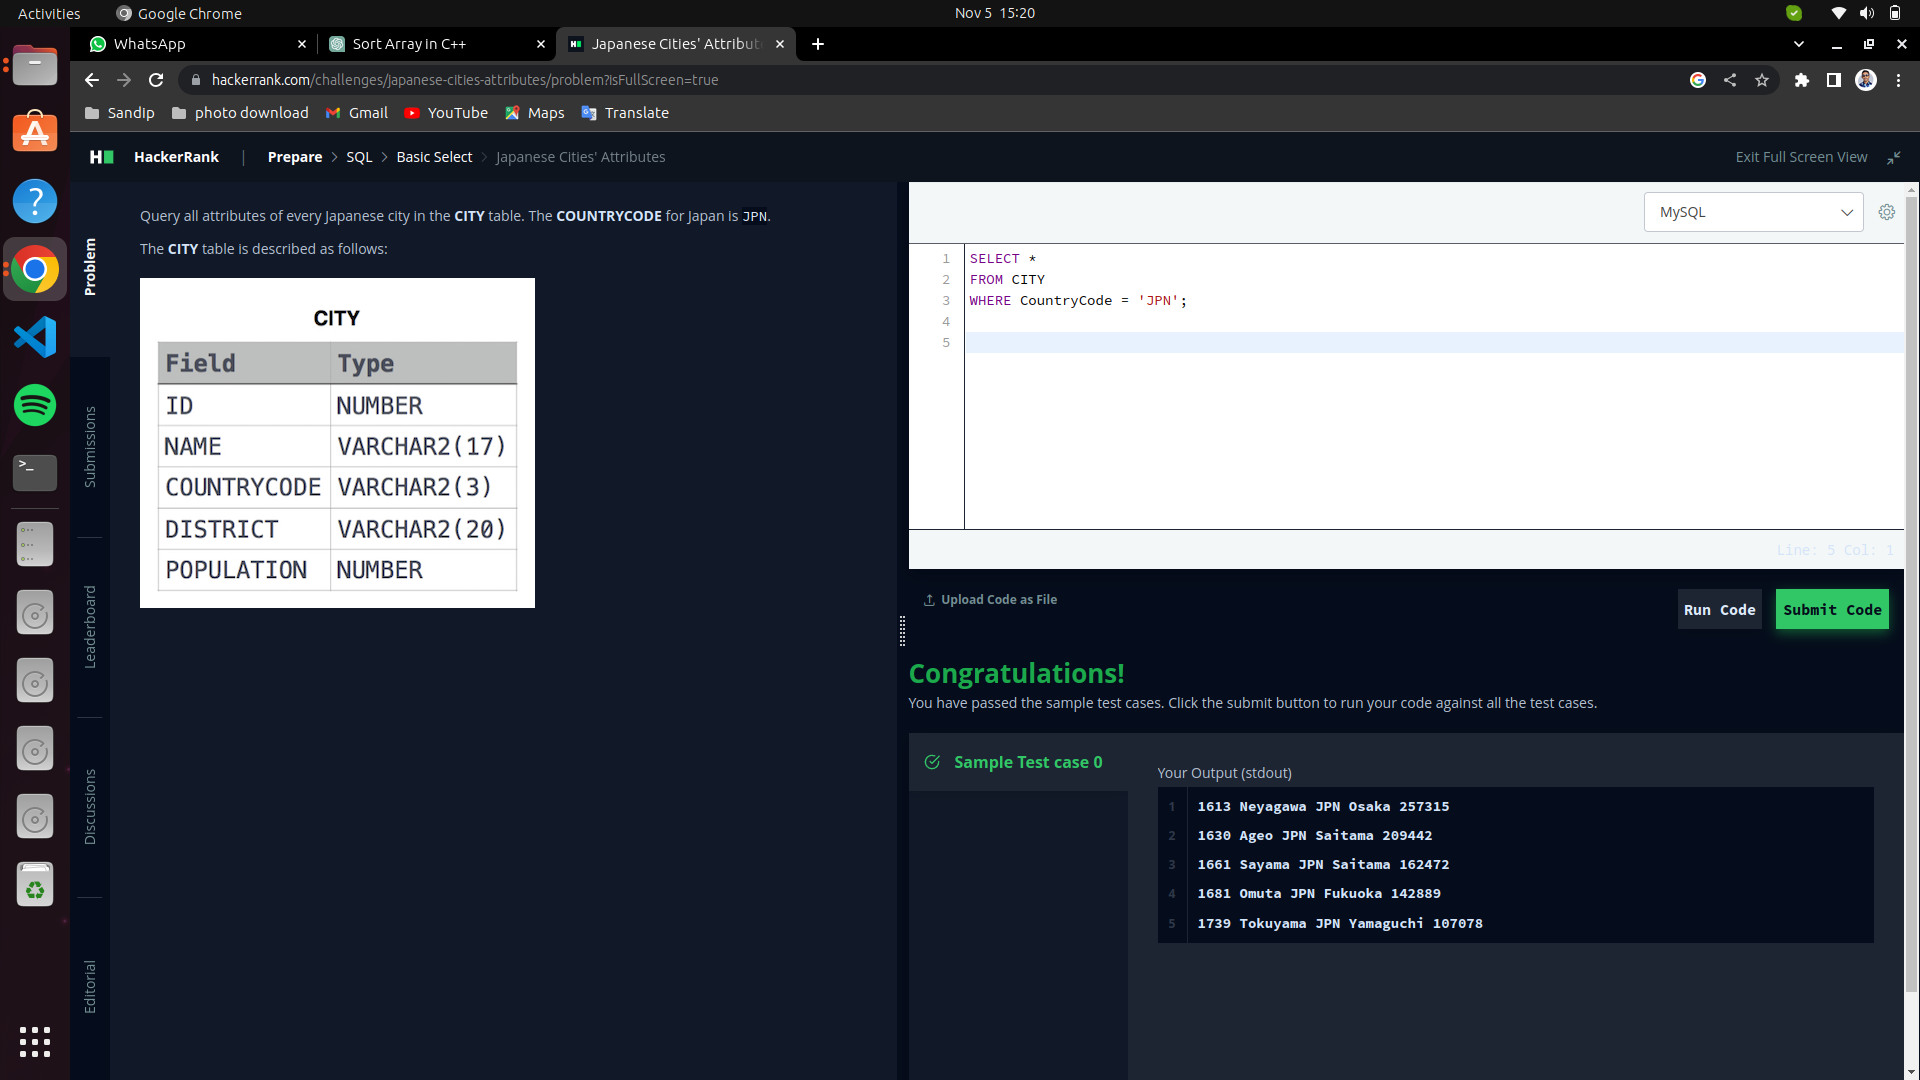 Activities
Google Chrome
Nov 5 15:20
WhatsApp
Sort Array in C++
Japanese Cities' Attribut
hackerrank.com/challenges/japanese-cities-attributes/problem?isFullScreen=true
Sandip
photo download
Gmail
YouTube
Maps
Translate
HackerRank
|
Prepare > SQL > Basic Select > Japanese Cities' Attributes
Exit Full Screen View
Problem
Submissions
Leaderboard
Discussions
Editorial
Query all attributes of every Japanese city in the CITY table. The COUNTRYCODE for Japan is JPN.
The CITY table is described as follows:
CITY
Field Type
ID NUMBER
NAME VARCHAR2(17)
COUNTRYCODE VARCHAR2(3)
DISTRICT VARCHAR2(20)
POPULATION NUMBER
MySQL
1 SELECT *
2 FROM CITY
3 WHERE CountryCode = 'JPN';
4
5
Line: 5 Col: 1
Upload Code as File
Run Code
Submit Code
Congratulations!
You have passed the sample test cases. Click the submit button to run your code against all the test cases.
Sample Test case 0
Your Output (stdout)
1 1613 Neyagawa JPN Osaka 257315
2 1630 Ageo JPN Saitama 209442
3 1661 Sayama JPN Saitama 162472
4 1681 Omuta JPN Fukuoka 142889
5 1739 Tokuyama JPN Yamaguchi 107078